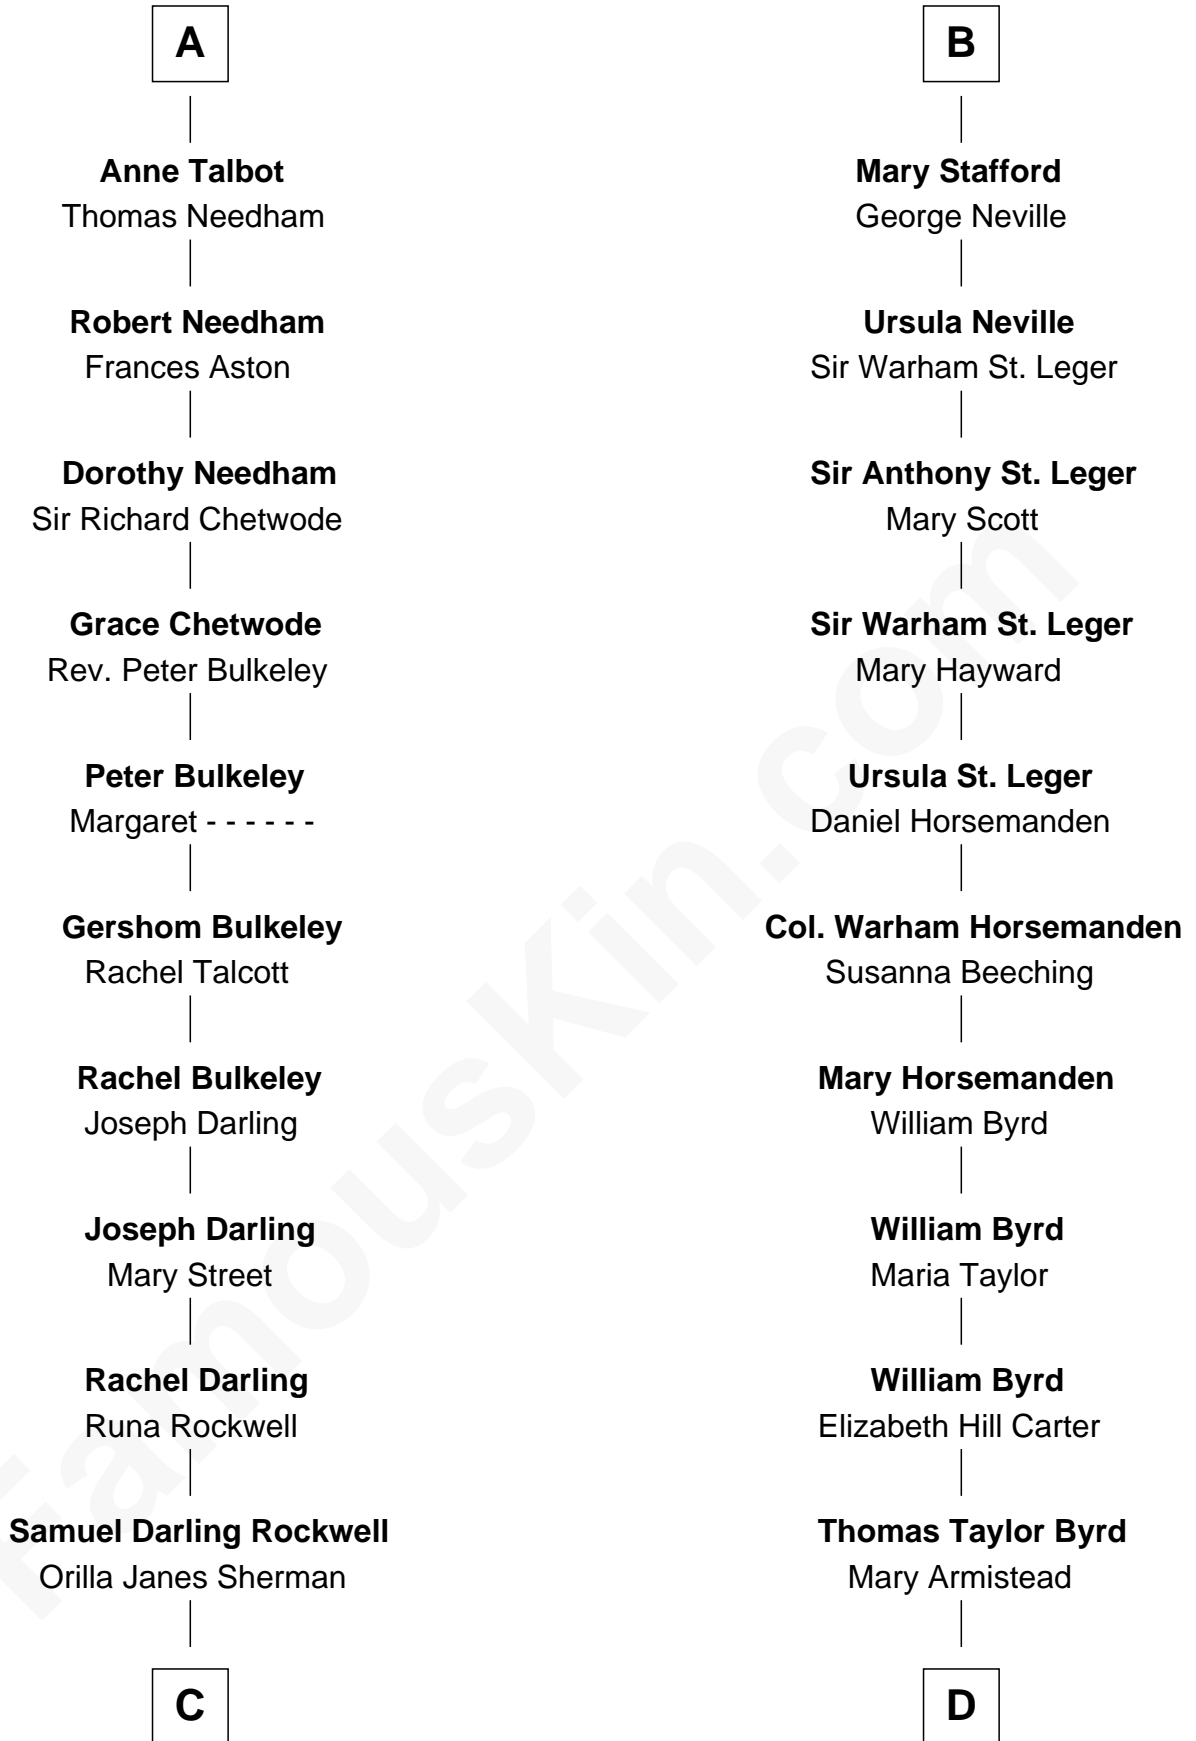 A
Anne Talbot
Thomas Needham
Robert Needham
Frances Aston
Dorothy Needham
Sir Richard Chetwode
Grace Chetwode
Rev. Peter Bulkeley
Peter Bulkeley
Margaret - - - - - -
Gershom Bulkeley
Rachel Talcott
Rachel Bulkeley
Joseph Darling
Joseph Darling
Mary Street
Rachel Darling
Runa Rockwell
Samuel Darling Rockwell
Orilla Janes Sherman
C
B
Mary Stafford
George Neville
Ursula Neville
Sir Warham St. Leger
Sir Anthony St. Leger
Mary Scott
Sir Warham St. Leger
Mary Hayward
Ursula St. Leger
Daniel Horsemanden
Col. Warham Horsemanden
Susanna Beeching
Mary Horsemanden
William Byrd
William Byrd
Maria Taylor
William Byrd
Elizabeth Hill Carter
Thomas Taylor Byrd
Mary Armistead
D
FamousKin.com